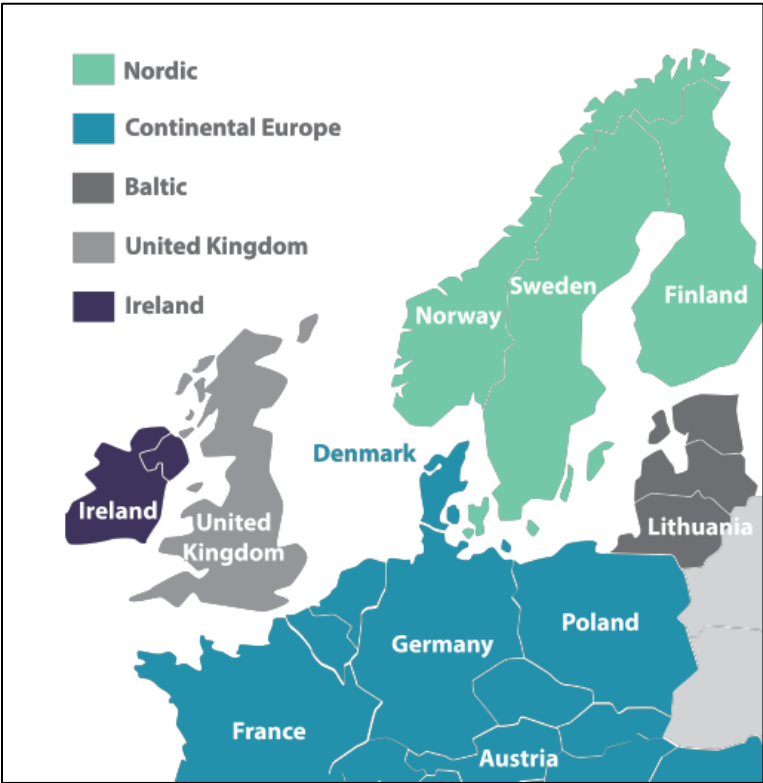 Nordic
Continental Europe
Baltic
United Kingdom
Ireland
Norway
Sweden
Finland
Denmark
Ireland
United
Kingdom
Lithuania
Germany
Poland
France
Austria